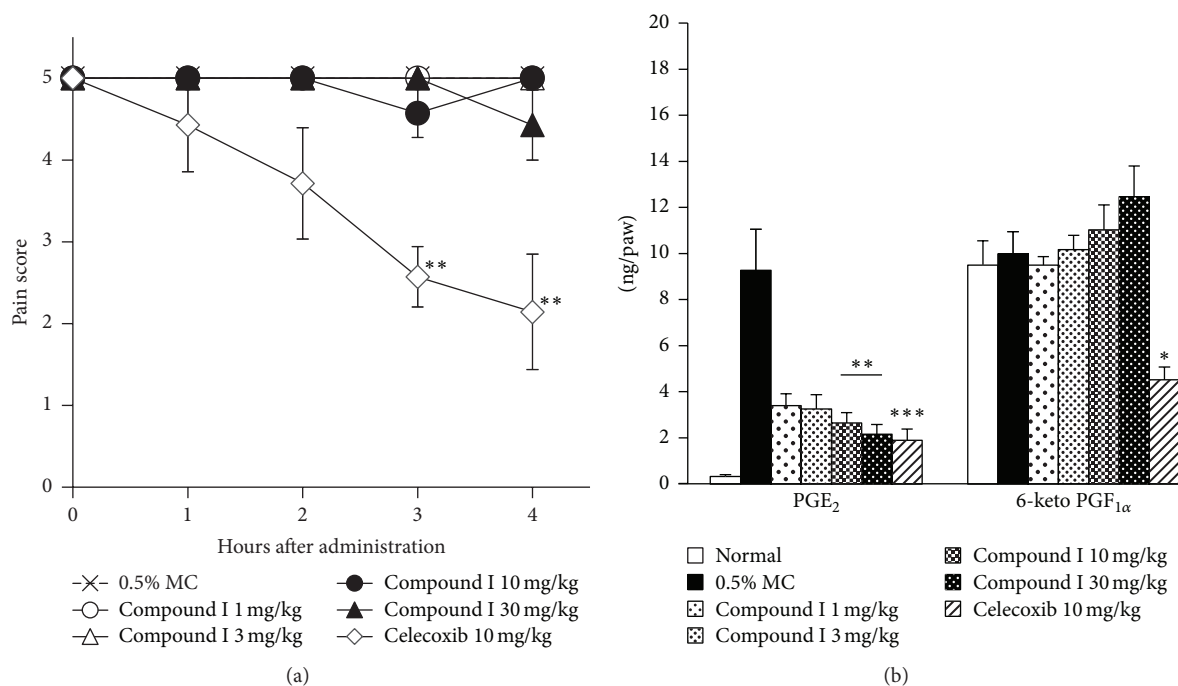 5
4
3
2
1
0
Pain score
**
**
0 1 2 3 4
Hours after administration
0.5% MC
Compound I 1 mg/kg
Compound I 3 mg/kg
Compound I 10 mg/kg
Compound I 30 mg/kg
Celecoxib 10 mg/kg
(a)
20
18
16
14
12
10
8
6
4
2
0
(ng/paw)
**
***
*
PGE₂ 6-keto PGF₁α
Normal
0.5% MC
Compound I 1 mg/kg
Compound I 3 mg/kg
Compound I 10 mg/kg
Compound I 30 mg/kg
Celecoxib 10 mg/kg
(b)